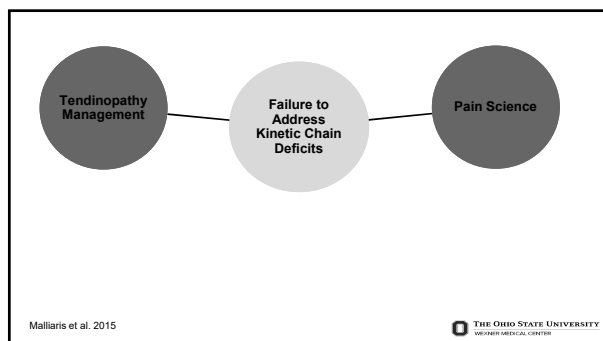 Tendinopathy
Management
Failure to
Address
Kinetic Chain
Deficits
Pain Science
Malliaris et al. 2015
THE OHIO STATE UNIVERSITY
WEXNER MEDICAL CENTER